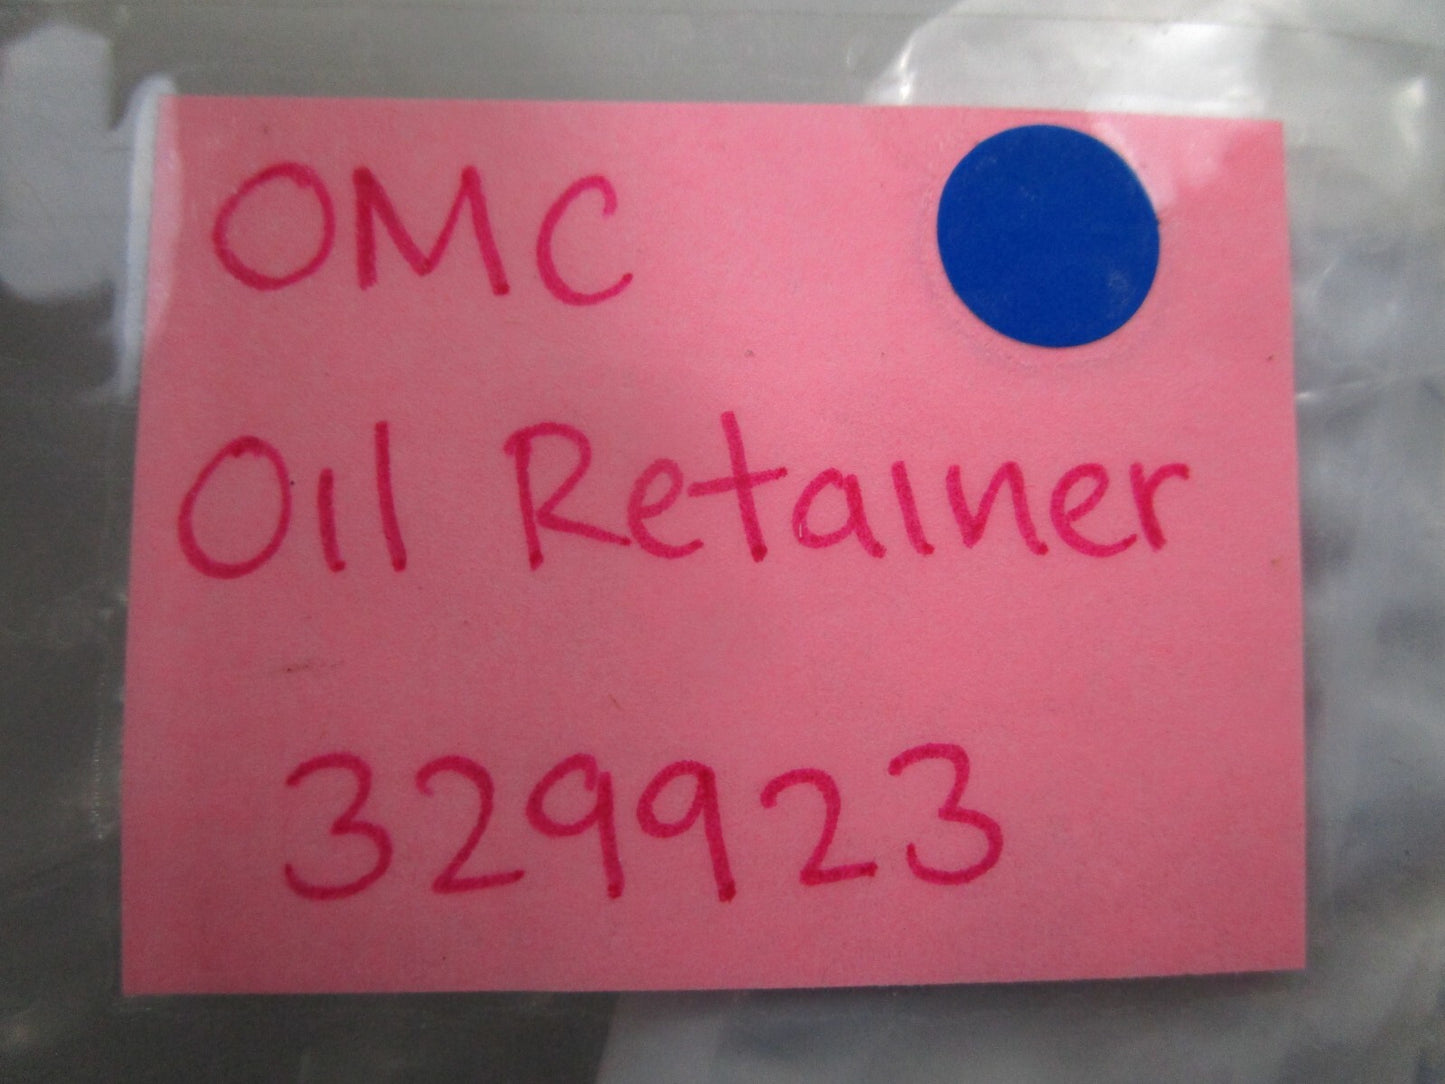 OMC
Oil Retainer
329923